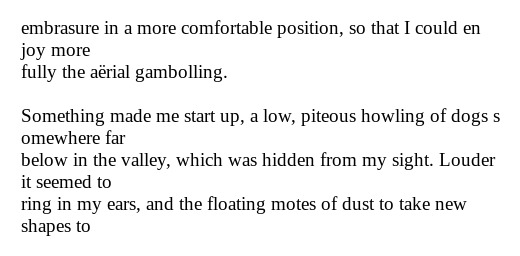 embrasure in a more comfortable position, so that I could en
joy more
fully the aërial gambolling.

Something made me start up, a low, piteous howling of dogs s
omewhere far
below in the valley, which was hidden from my sight. Louder
it seemed to
ring in my ears, and the floating motes of dust to take new
shapes to